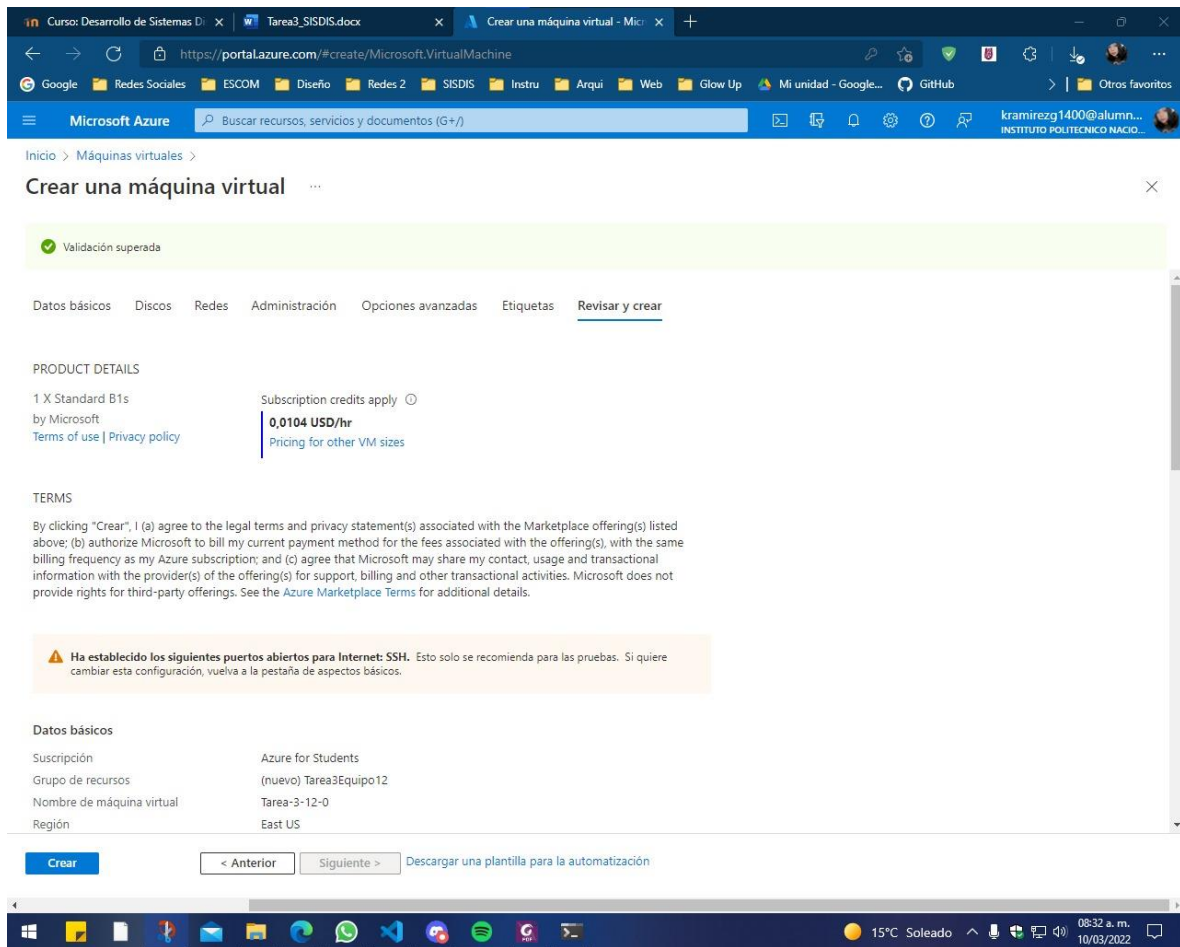 Curso: Desarrollo de Sistemas Di
Tarea3_SISDIS.docx
Crear una máquina virtual - Micr
https://portal.azure.com/#create/Microsoft.VirtualMachine
Google Redes Sociales ESCOM Diseño Redes 2 SISDIS Instru Arqui Web Glow Up Mi unidad - Google... GitHub Otros favoritos
Microsoft Azure
Buscar recursos, servicios y documentos (G+/)
kramirezg1400@alumn...
INSTITUTO POLITECNICO NACIO...
Inicio > Máquinas virtuales >
Crear una máquina virtual ...
Validación superada
Datos básicos Discos Redes Administración Opciones avanzadas Etiquetas Revisar y crear
PRODUCT DETAILS
1 X Standard B1s
by Microsoft
Terms of use | Privacy policy
Subscription credits apply
0,0104 USD/hr
Pricing for other VM sizes
TERMS
By clicking "Crear", I (a) agree to the legal terms and privacy statement(s) associated with the Marketplace offering(s) listed
above; (b) authorize Microsoft to bill my current payment method for the fees associated with the offering(s), with the same
billing frequency as my Azure subscription; and (c) agree that Microsoft may share my contact, usage and transactional
information with the provider(s) of the offering(s) for support, billing and other transactional activities. Microsoft does not
provide rights for third-party offerings. See the Azure Marketplace Terms for additional details.
Ha establecido los siguientes puertos abiertos para Internet: SSH. Esto solo se recomienda para las pruebas. Si quiere
cambiar esta configuración, vuelva a la pestaña de aspectos básicos.
Datos básicos
Suscripción Azure for Students
Grupo de recursos (nuevo) Tarea3Equipo12
Nombre de máquina virtual Tarea-3-12-0
Región East US
Crear < Anterior Siguiente > Descargar una plantilla para la automatización
15°C Soleado
08:32 a. m.
10/03/2022